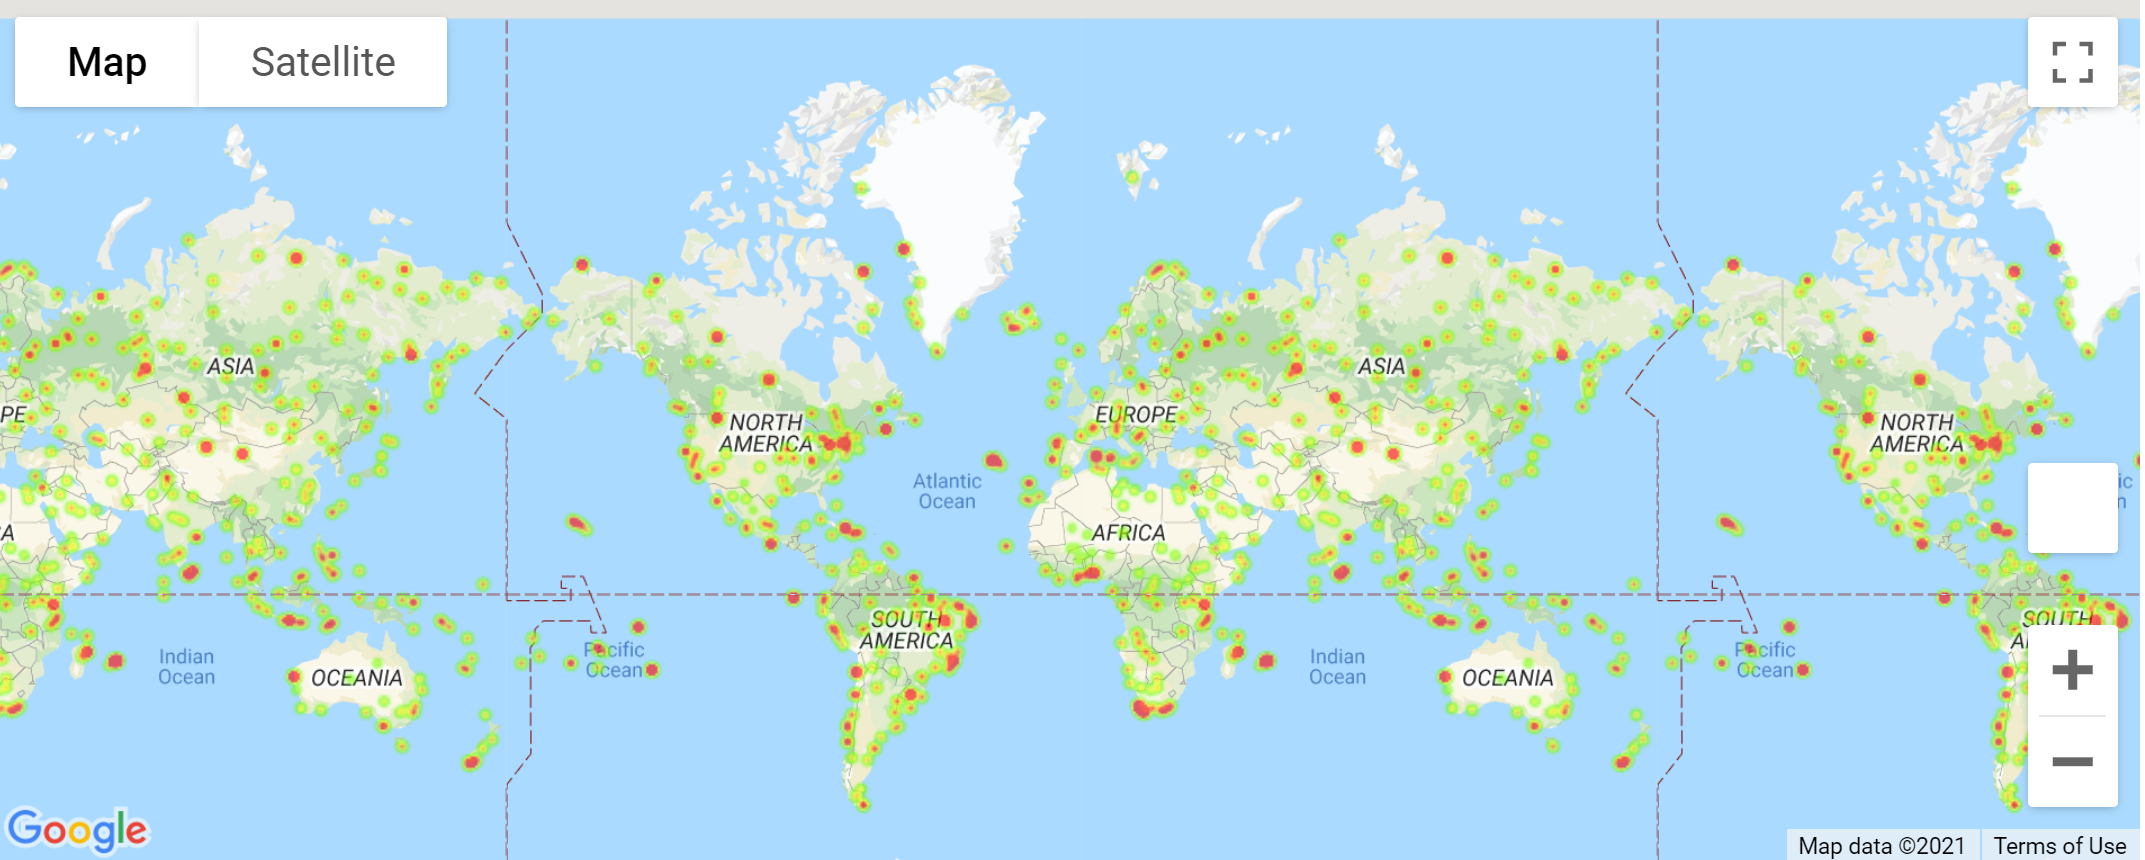 Map
Satellite
ASIA
PE
NORTH
AMERICA
EUROPE
ASIA
NORTH
AMERICA
Atlantic
Ocean
ic
n
A
AFRICA
SOUTH
AMERICA
SOUTH
A
Indian
Ocean
OCEANIA
Pacific
Ocean
Indian
Ocean
OCEANIA
Pacific
Ocean
Google
Map data ©2021
Terms of Use